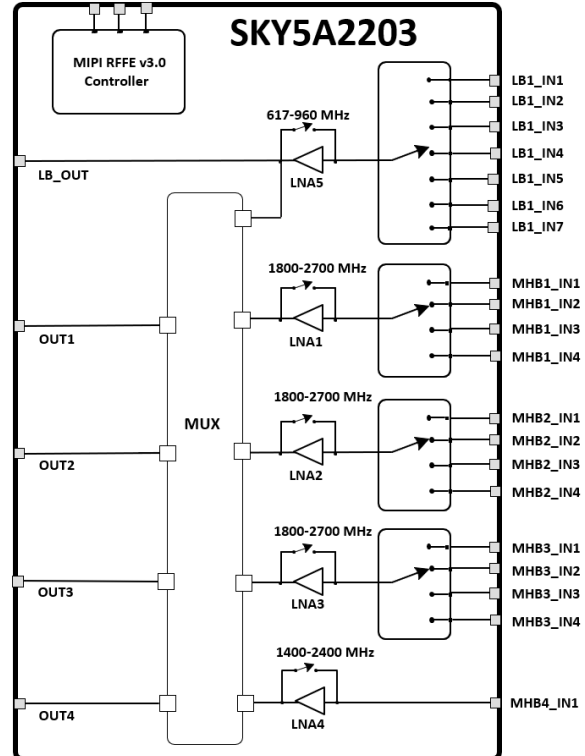 SKY5A2203
MIPI RFFE v3.0
Controller
617-960 MHz
LNA5
LB_OUT
LB1_IN1
LB1_IN2
LB1_IN3
LB1_IN4
LB1_IN5
LB1_IN6
LB1_IN7
1800-2700 MHz
LNA1
OUT1
MHB1_IN1
MHB1_IN2
MHB1_IN3
MHB1_IN4
MUX
1800-2700 MHz
LNA2
OUT2
MHB2_IN1
MHB2_IN2
MHB2_IN3
MHB2_IN4
1800-2700 MHz
LNA3
OUT3
MHB3_IN1
MHB3_IN2
MHB3_IN3
MHB3_IN4
1400-2400 MHz
LNA4
OUT4
MHB4_IN1